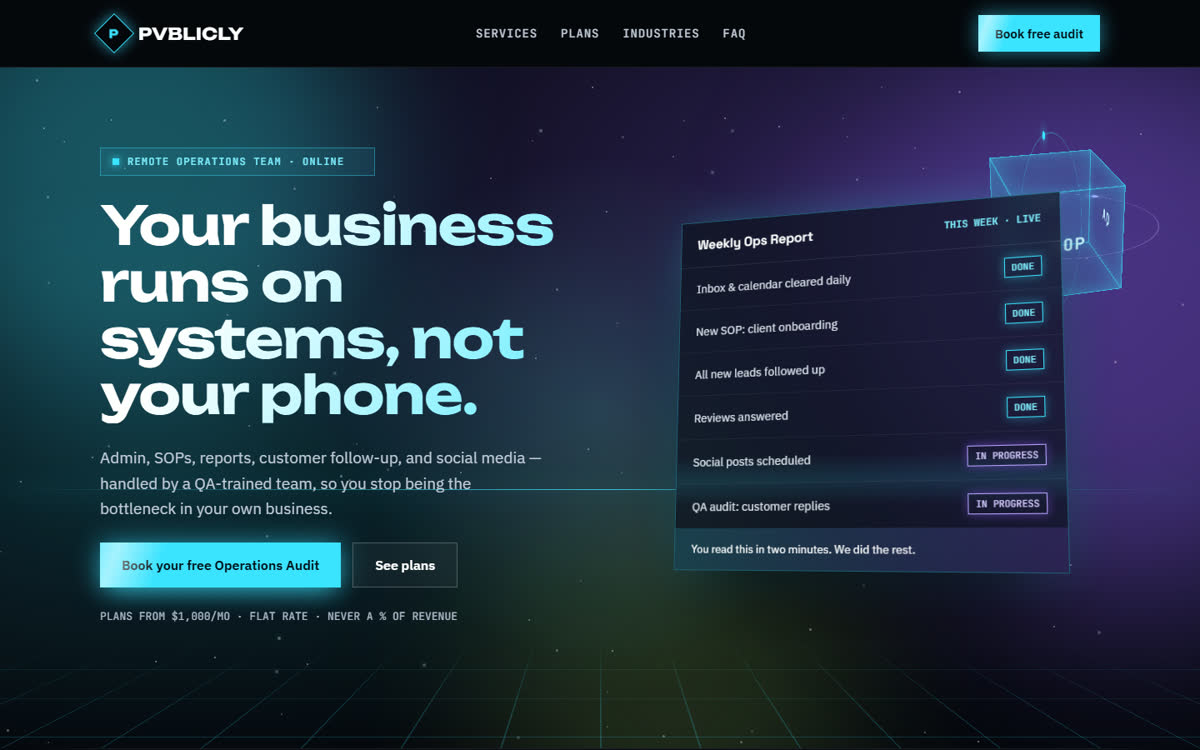 P PVBLICLY
SERVICES PLANS INDUSTRIES FAQ
Book free audit
REMOTE OPERATIONS TEAM · ONLINE
Your business
runs on
systems, not
your phone.
Admin, SOPs, reports, customer follow-up, and social media —
handled by a QA-trained team, so you stop being the
bottleneck in your own business.
Book your free Operations Audit
See plans
PLANS FROM $1,000/MO · FLAT RATE · NEVER A % OF REVENUE
Weekly Ops Report
THIS WEEK · LIVE
Inbox & calendar cleared daily
DONE
New SOP: client onboarding
DONE
All new leads followed up
DONE
Reviews answered
DONE
Social posts scheduled
IN PROGRESS
QA audit: customer replies
IN PROGRESS
You read this in two minutes. We did the rest.
OP